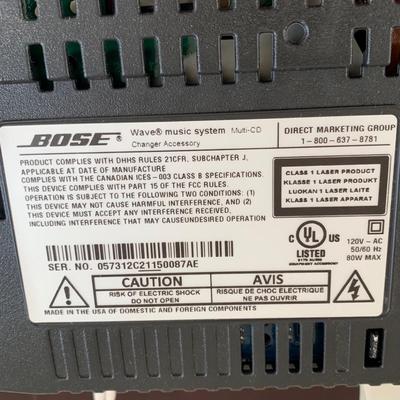 BOSE® Wave® music system Multi-CD
Changer Accessory
DIRECT MARKETING GROUP
1-800-637-8781
PRODUCT COMPLIES WITH DHHS RULES 21CFR, SUBCHAPTER J,
APPLICABLE AT DATE OF MANUFACTURE
COMPLIES WITH THE CANADIAN ICES-003 CLASS B SPECIFICATIONS.
THIS DEVICE COMPLIES WITH PART 15 OF THE FCC RULES.
OPERATION IS SUBJECT TO THE FOLLOWING TWO CONDITIONS: (1)
THIS DEVICE MAY NOT CAUSE HARMFUL INTERFERENCE, AND (2)
THIS DEVICE MUST ACCEPT ANY INTERFERENCE RECEIVED,
INCLUDING INTERFERENCE THAT MAY CAUSE UNDESIRED
OPERATION.
CLASS 1 LASER PRODUCT
KLASSE 1 LASER PRODUKT
LUOKAN 1 LASER LAITE
KLASS 1 LASER APPARAT
C UL® US
LISTED
120V ~ AC
50/60 Hz
80W MAX
SER. NO. 057312C21150087AE
CAUTION
RISK OF ELECTRIC SHOCK
DO NOT OPEN
AVIS
RISQUE DE CHOC ELECTRIQUE
NE PAS OUVRIR
MADE IN THE USA OF DOMESTIC AND FOREIGN COMPONENTS